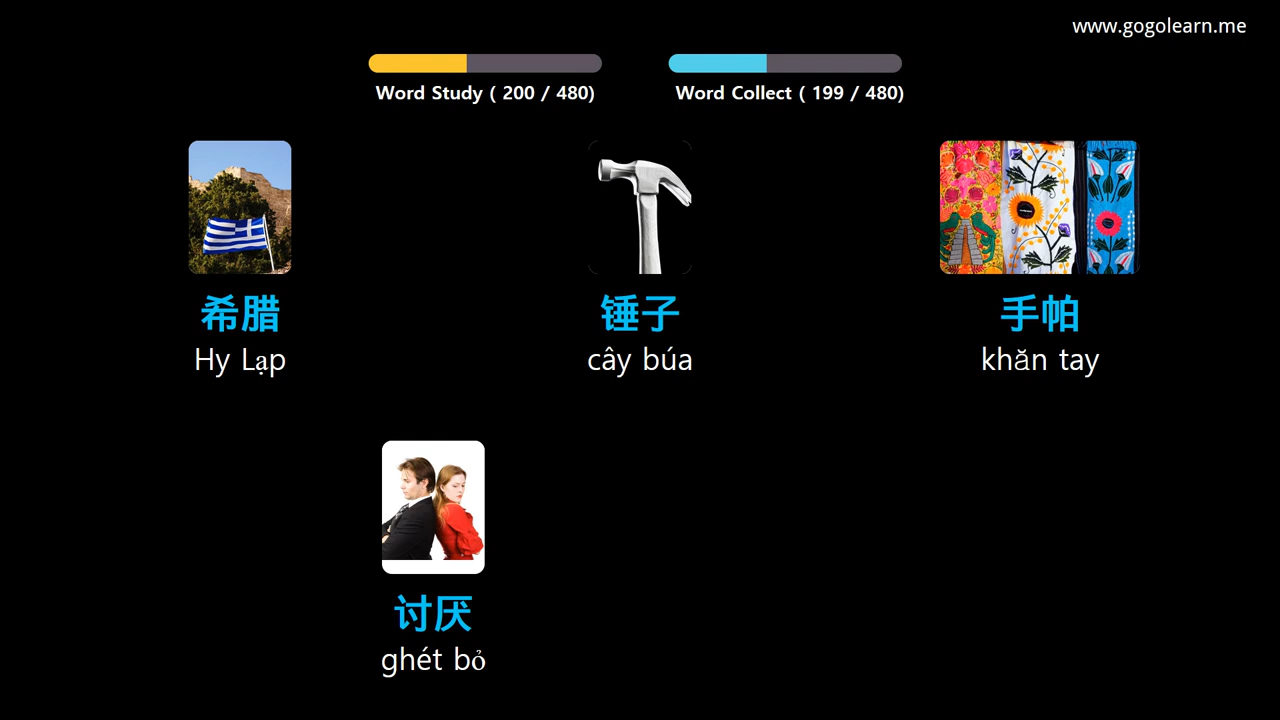 www.gogolearn.me
Word Study ( 200 / 480)
Word Collect ( 199 / 480)
希腊
Hy Lạp
锤子
cây búa
手帕
khăn tay
讨厌
ghét bỏ